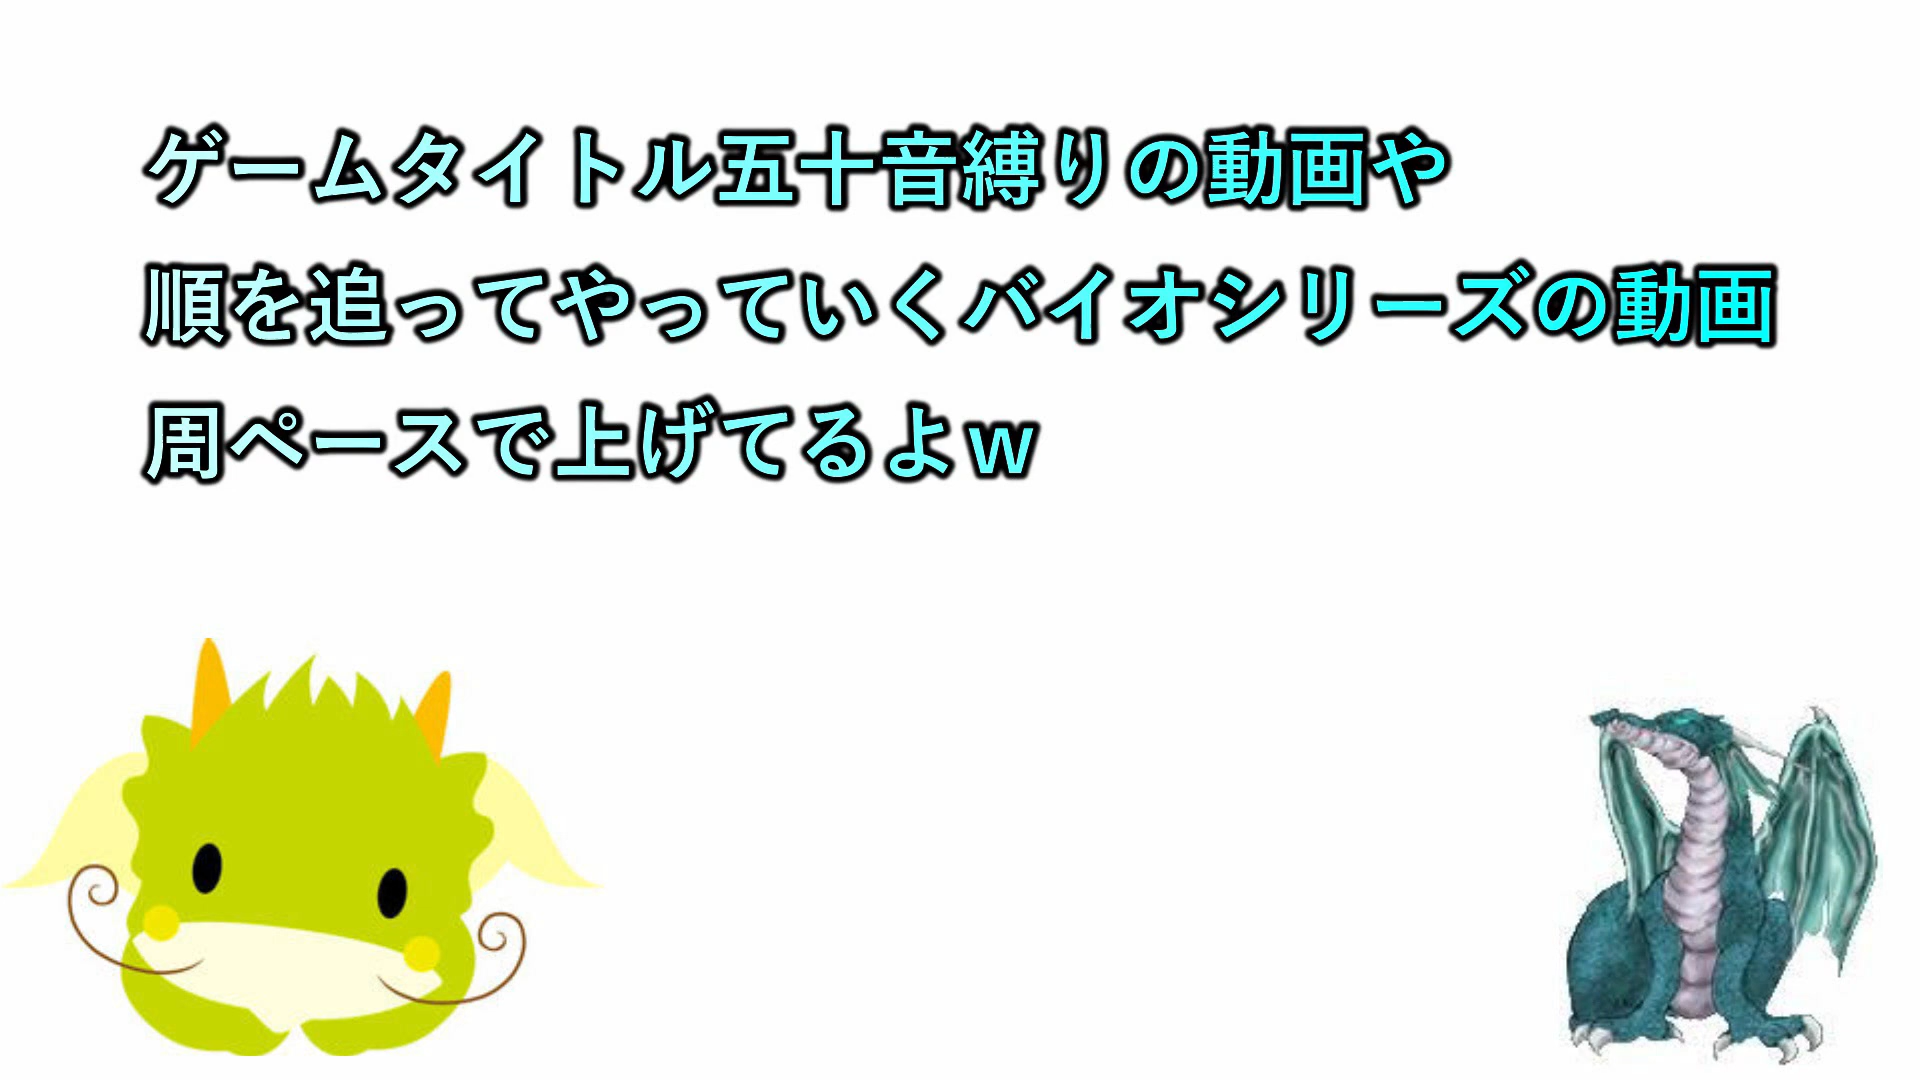 ゲームタイトル五十音縛りの動画や
順を追ってやっていくバイオシリーズの動画
周ペースで上げてるよw